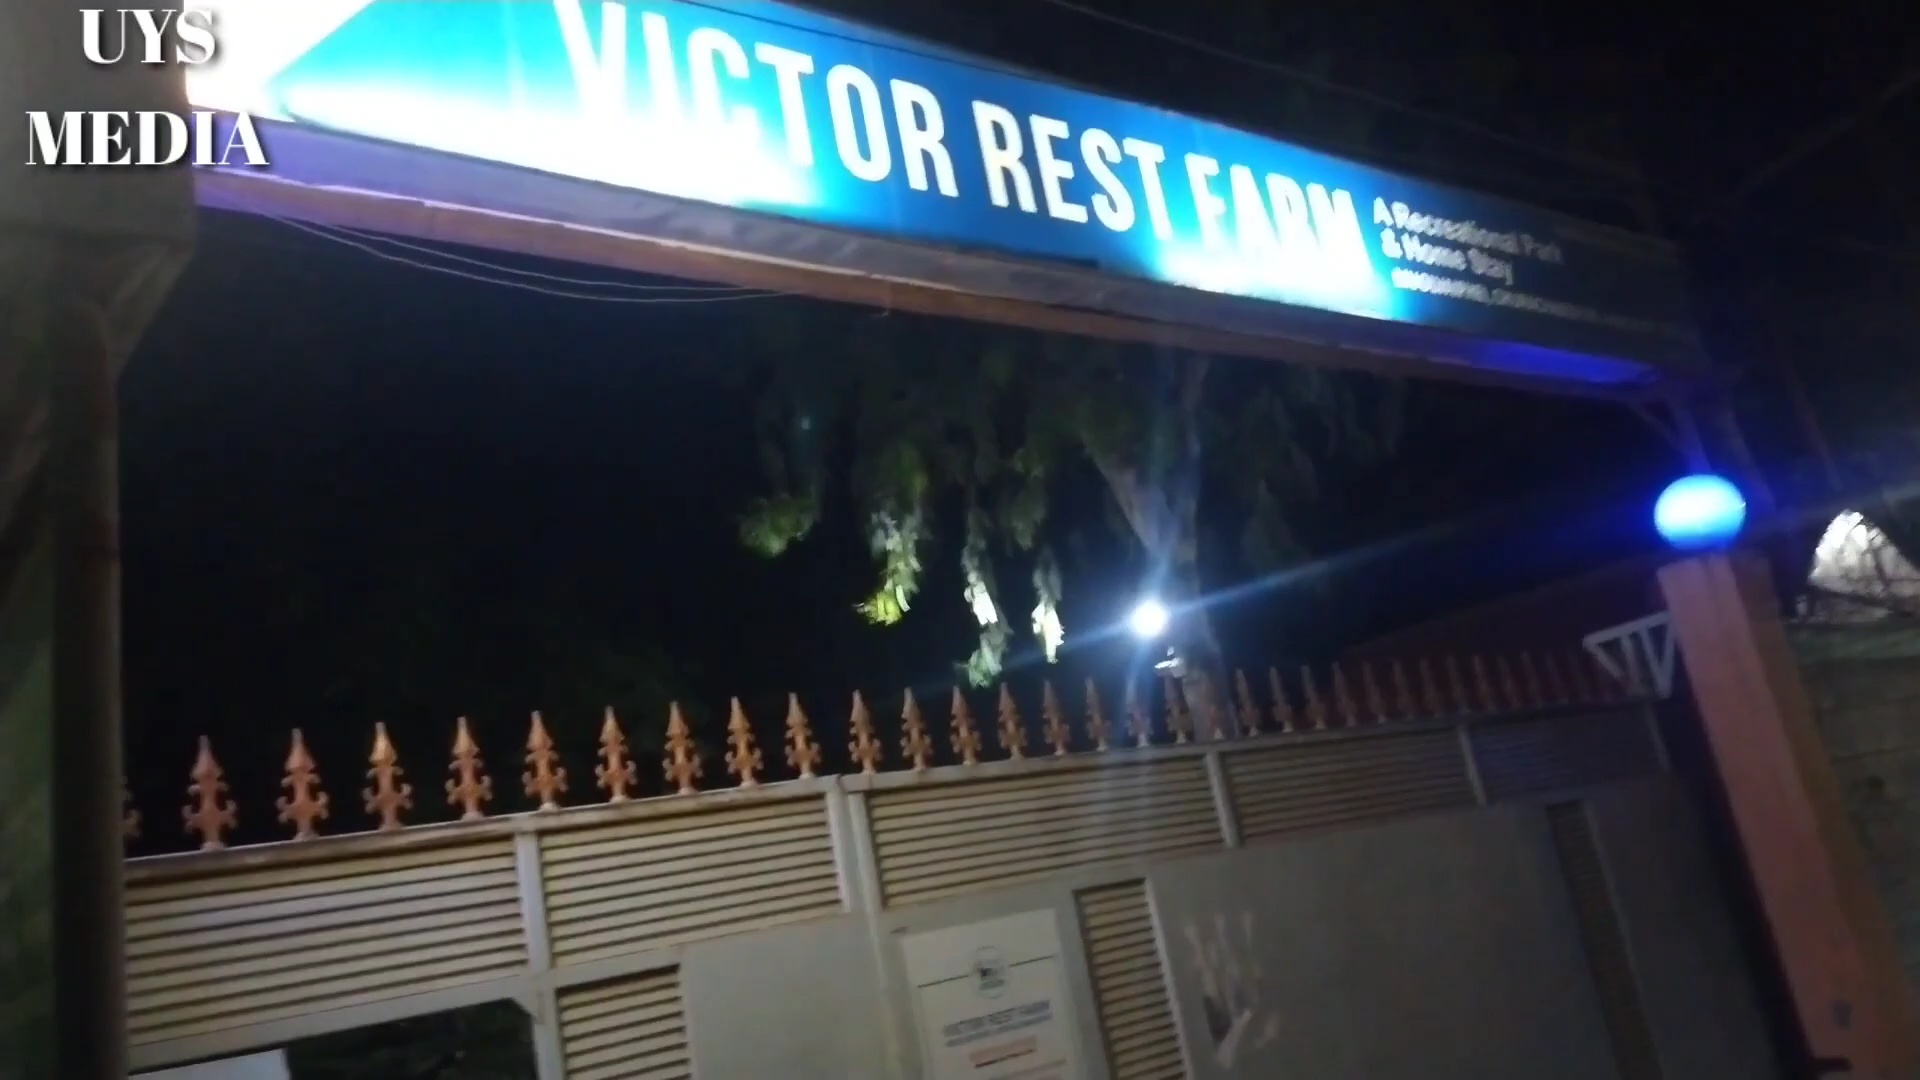 UYS
MEDIA
VICTOR REST FARM
A Recreational Park
& Home Stay
VICTOR REST FARM